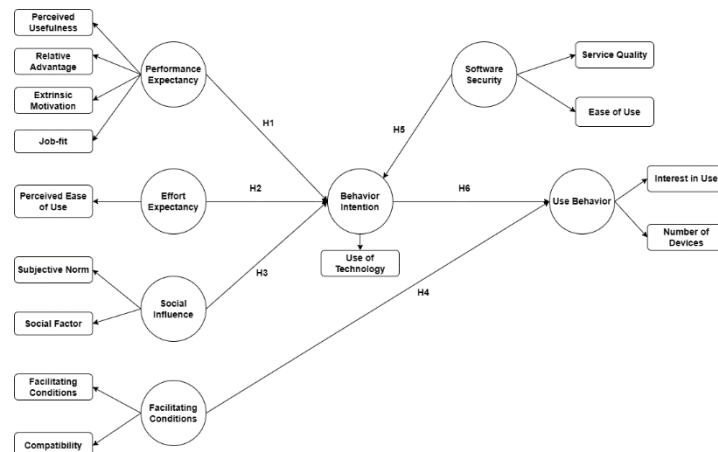 Perceived
Usefulness
Relative
Advantage
Extrinsic
Motivation
Job-fit
Performance
Expectancy
H1
Software
Security
Service Quality
Ease of Use
H5
Perceived Ease
of Use
Effort
Expectancy
H2
Behavior
Intention
H6
Use Behavior
Interest in Use
Number of
Devices
Use of
Technology
Subjective Norm
Social Factor
Social
Influence
H3
H4
Facilitating
Conditions
Compatibility
Facilitating
Conditions